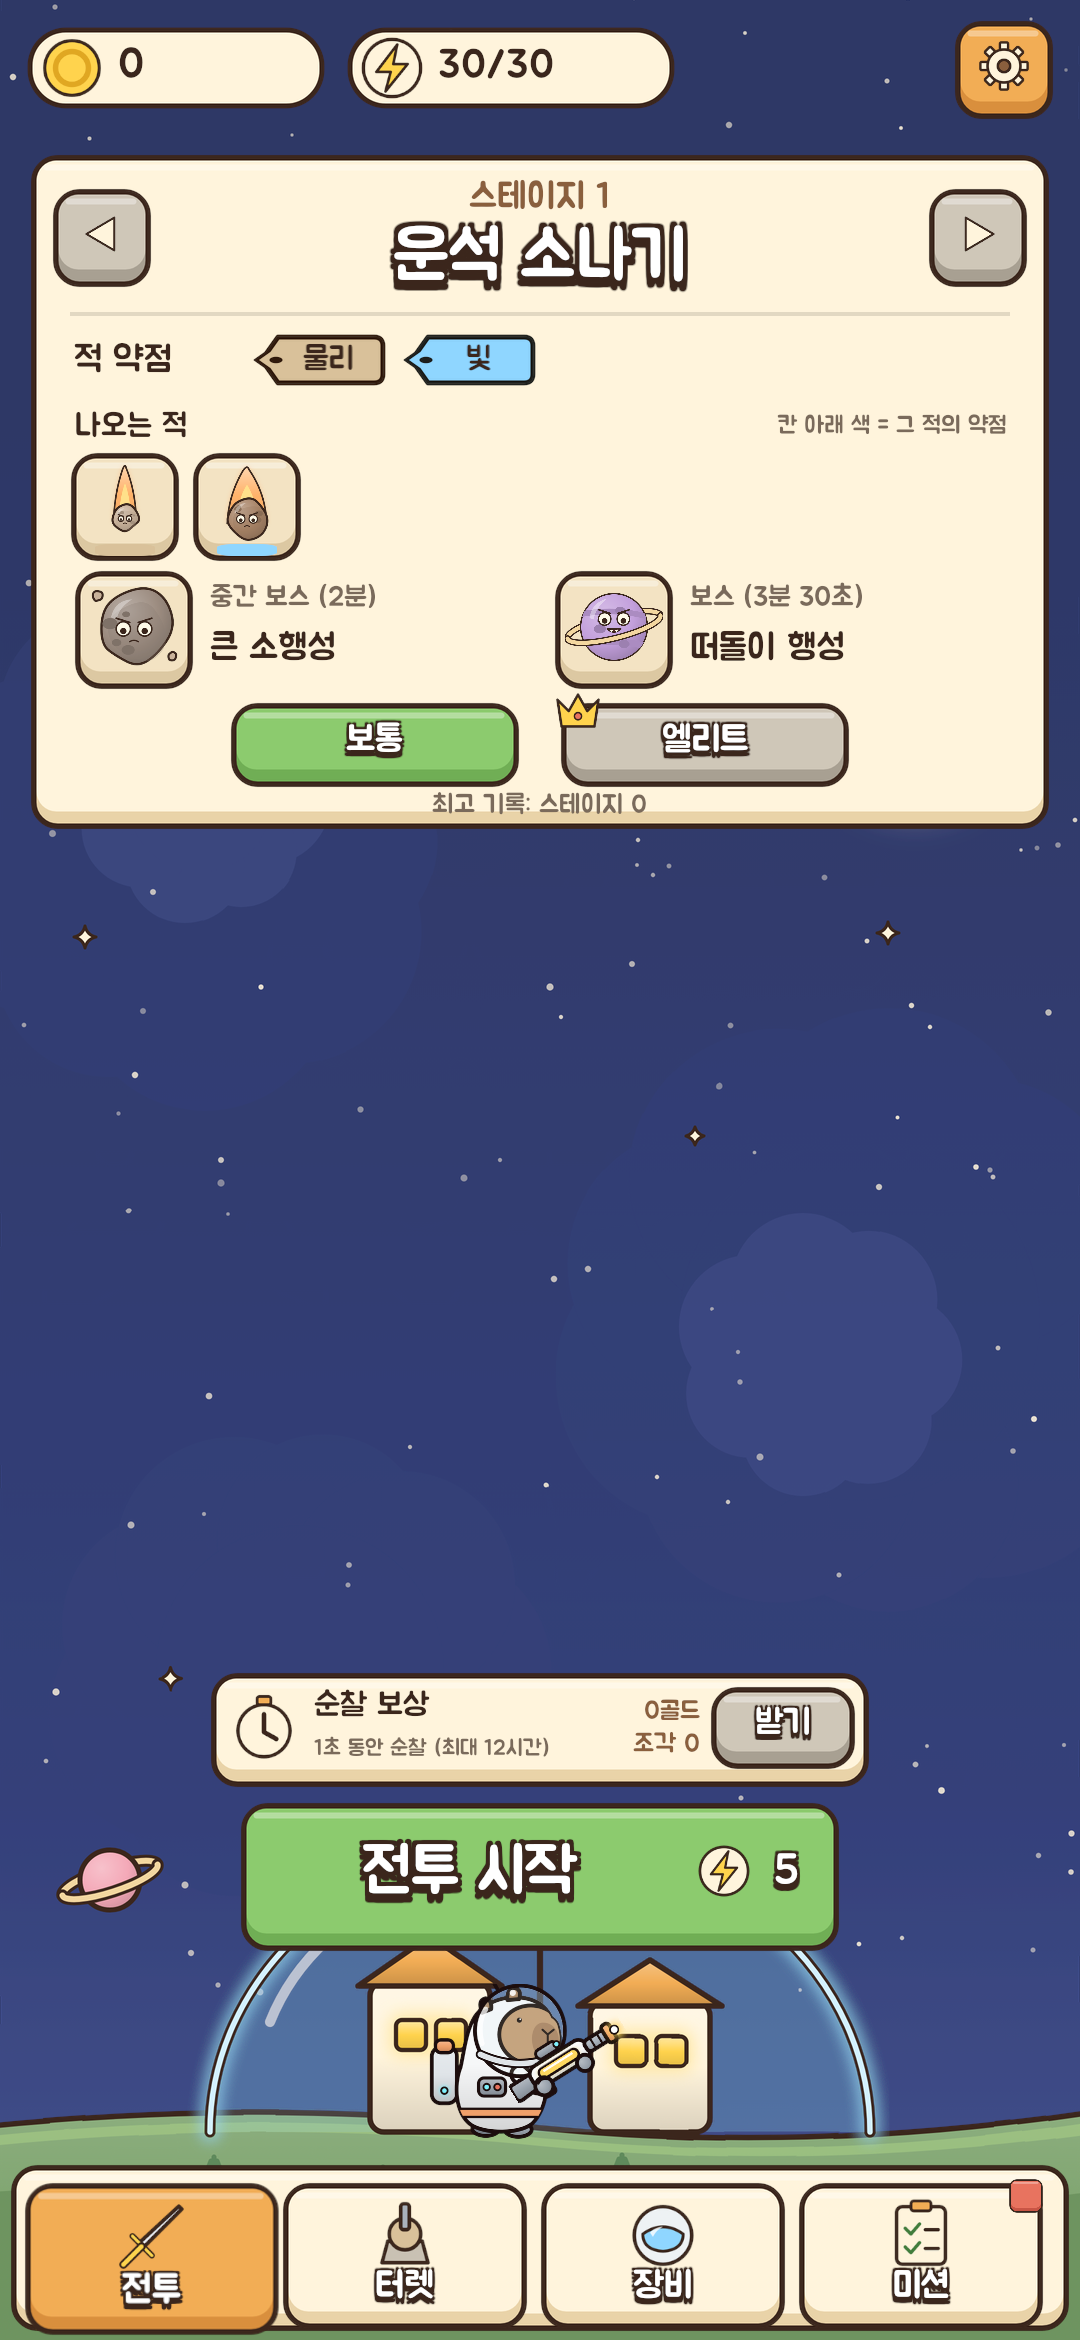 0
30/30
스테이지 1
운석 소나기
적 약점
물리
빛
나오는 적
칸 아래 색 = 그 적의 약점
중간 보스 (2분)
큰 소행성
보스 (3분 30초)
떠돌이 행성
보통
엘리트
최고 기록: 스테이지 0
순찰 보상
1초 동안 순찰 (최대 12시간)
0골드
조각 0
받기
전투 시작
5
전투
터렛
장비
미션